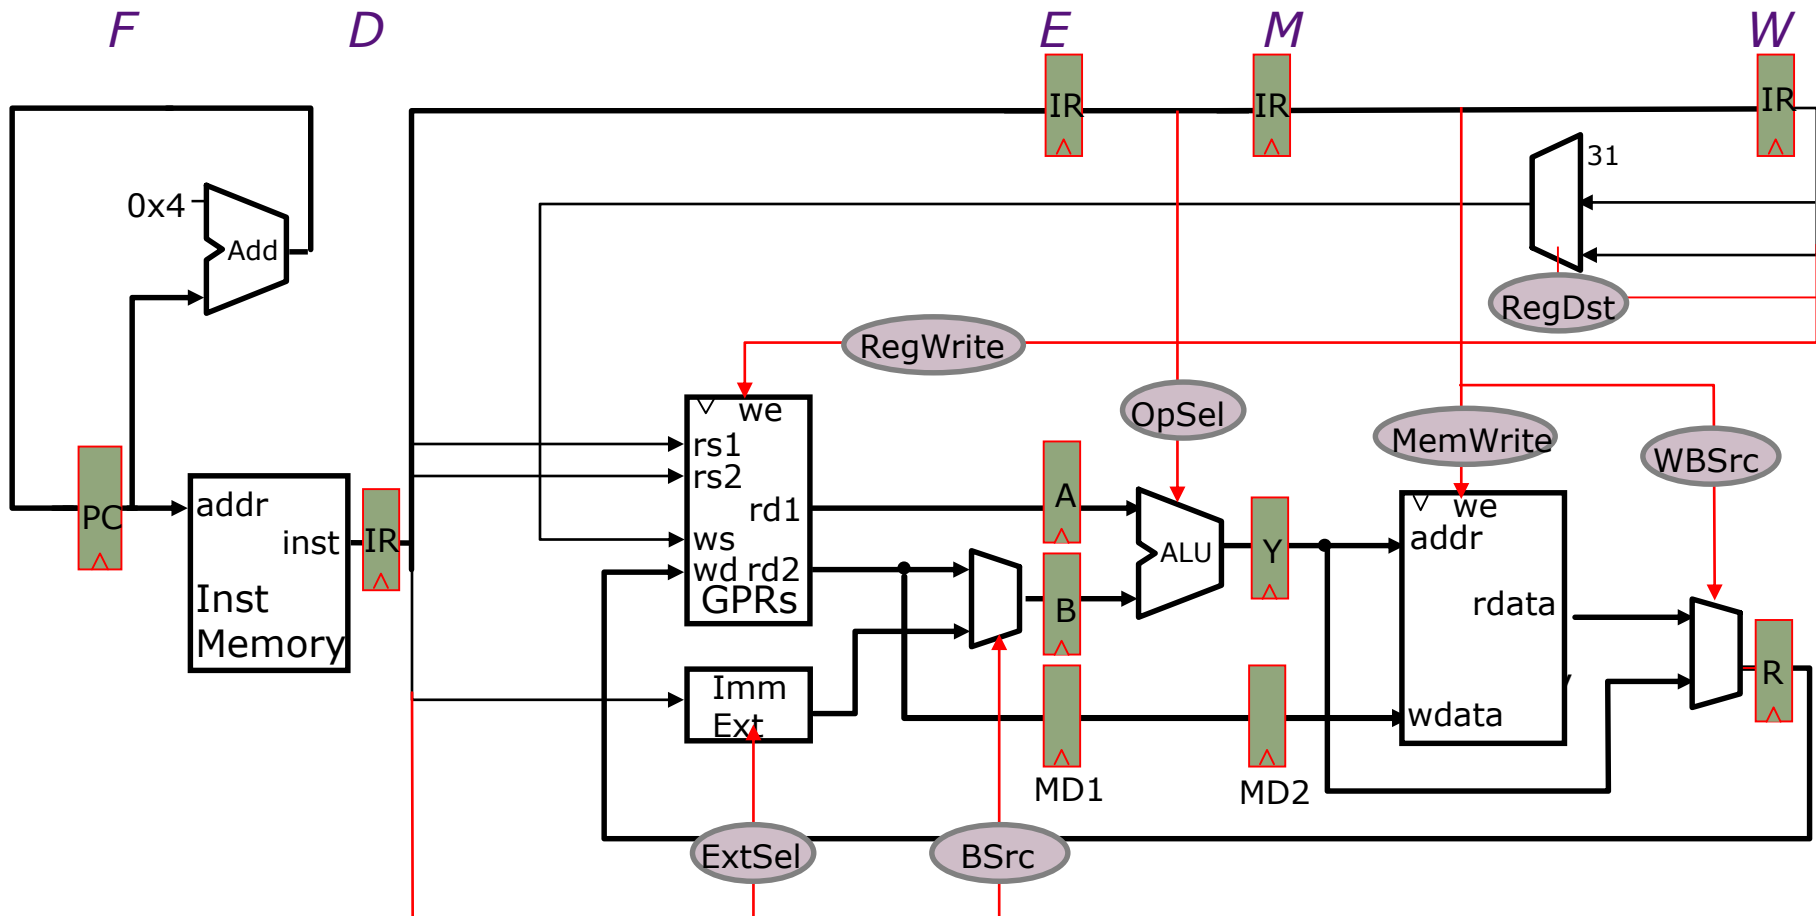 F D E M W
IR IR IR
31
0x4
Add
RegDst
RegWrite
we
OpSel
MemWrite
WBSrc
rs1
rs2
rd1
ws
wd rd2
GPRs
PC
addr
inst
Inst
Memory
IR
A
B
ALU
Y
we
addr
rdata
wdata
R
Imm
Ext
MD1
MD2
ExtSel
BSrc